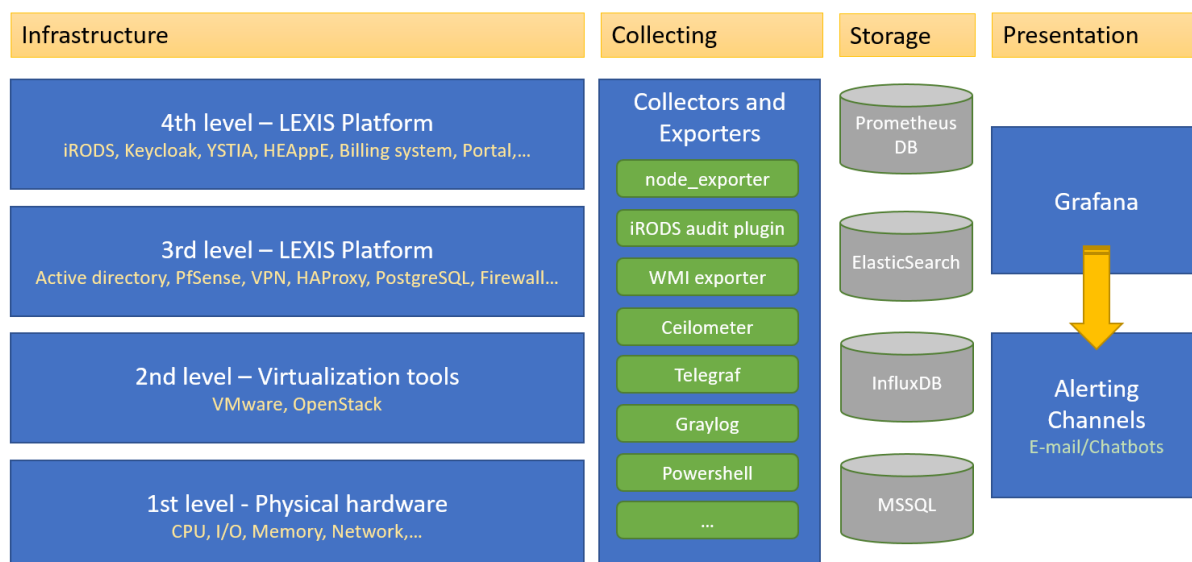 Infrastructure
Collecting
Storage
Presentation
4th level – LEXIS Platform
iRODS, Keycloak, YSTIA, HEAppE, Billing system, Portal,...
3rd level – LEXIS Platform
Active directory, PfSense, VPN, HAProxy, PostgreSQL, Firewall...
2nd level – Virtualization tools
VMware, OpenStack
1st level - Physical hardware
CPU, I/O, Memory, Network,...
Collectors and
Exporters
node_exporter
iRODS audit plugin
WMI exporter
Ceilometer
Telegraf
Graylog
Powershell
...
Prometheus
DB
ElasticSearch
InfluxDB
MSSQL
Grafana
Alerting
Channels
E-mail/Chatbots